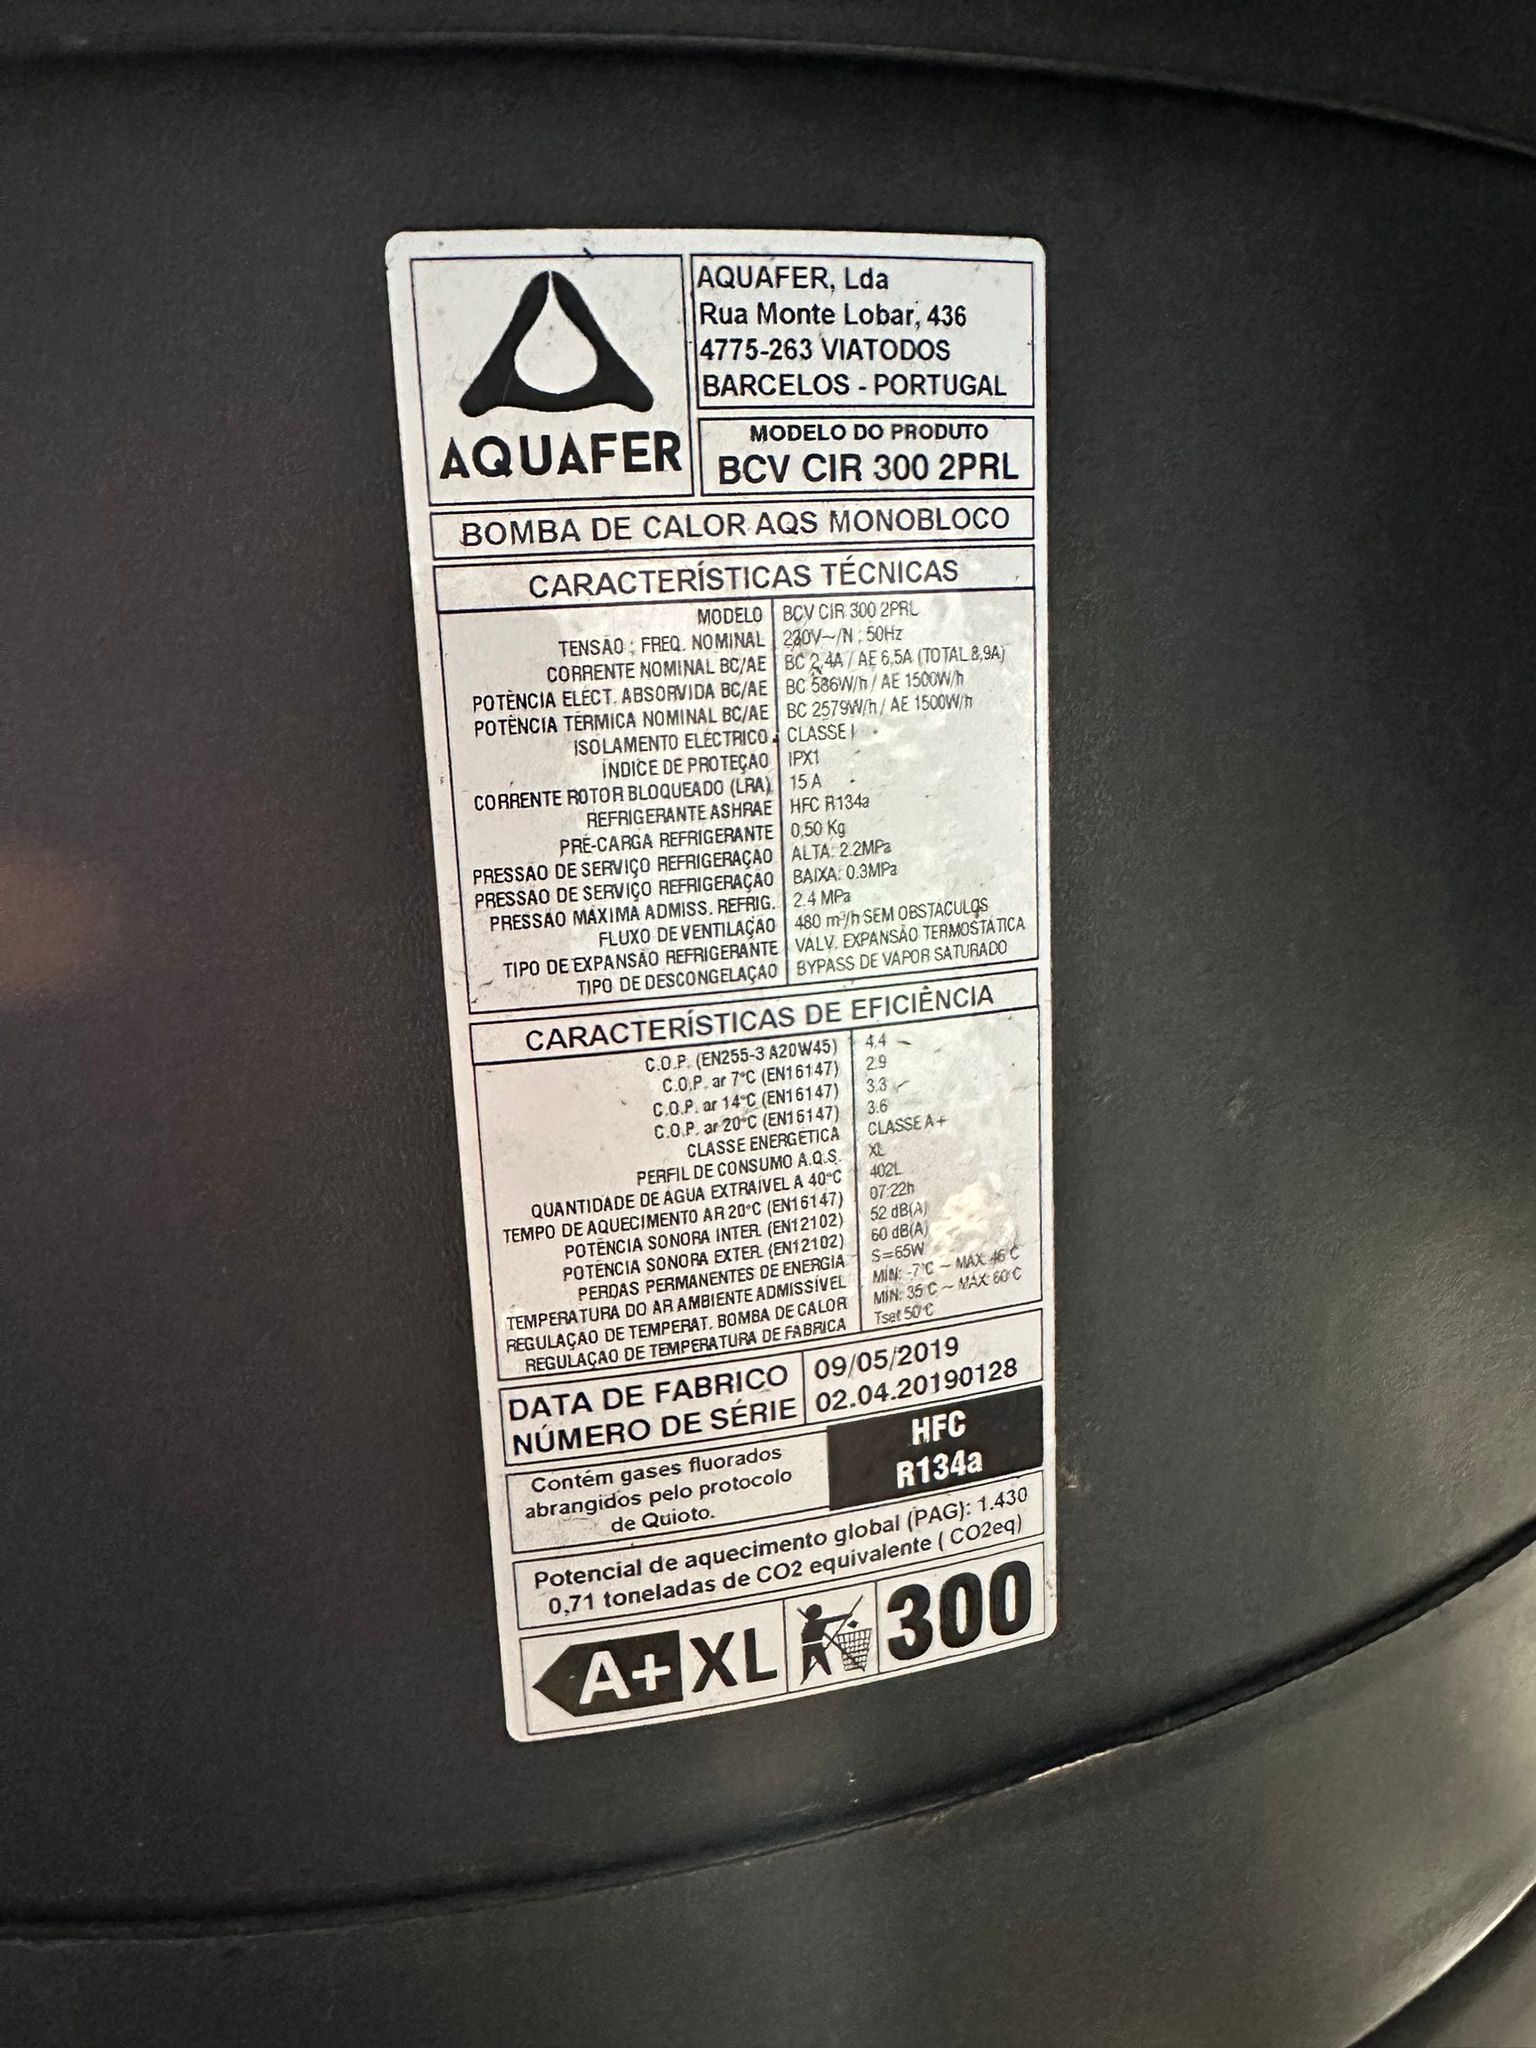 AQUAFER
AQUAFER, Lda
Rua Monte Lobar, 436
4775-263 VIATODOS
BARCELOS - PORTUGAL
MODELO DO PRODUTO
BCV CIR 300 2PRL
BOMBA DE CALOR AQS MONOBLOCO
CARACTERÍSTICAS TÉCNICAS
MODELO BCV CIR 300 2PRL
TENSÃO ; FREQ. NOMINAL 230V~/N ; 50Hz
CORRENTE NOMINAL BC/AE BC 2,4A / AE 6,5A (TOTAL 8,9A)
POTÊNCIA ELÉCT. ABSORVIDA BC/AE BC 586W/h / AE 1500W/h
POTÊNCIA TÉRMICA NOMINAL BC/AE BC 2579W/h / AE 1500W/h
ISOLAMENTO ELÉCTRICO CLASSE I
ÍNDICE DE PROTEÇÃO IPX1
CORRENTE ROTOR BLOQUEADO (LRA) 15 A
REFRIGERANTE ASHRAE HFC R134a
PRÉ-CARGA REFRIGERANTE 0,50 Kg
PRESSÃO DE SERVIÇO REFRIGERAÇÃO ALTA: 2.2MPa
PRESSÃO DE SERVIÇO REFRIGERAÇÃO BAIXA: 0.3MPa
PRESSÃO MÁXIMA ADMISS. REFRIG. 2.4 MPa
FLUXO DE VENTILAÇÃO 480 m³/h SEM OBSTÁCULOS
TIPO DE EXPANSÃO REFRIGERANTE VALV. EXPANSÃO TERMOSTÁTICA
TIPO DE DESCONGELAÇÃO BYPASS DE VAPOR SATURADO
CARACTERÍSTICAS DE EFICIÊNCIA
C.O.P. (EN255-3 A20W45) 4.4
C.O.P. ar 7°C (EN16147) 2.9
C.O.P. ar 14°C (EN16147) 3.3
C.O.P. ar 20°C (EN16147) 3.6
CLASSE ENERGÉTICA CLASSE A+
PERFIL DE CONSUMO A.Q.S. XL
QUANTIDADE DE ÁGUA EXTRAÍVEL A 40°C 402L
TEMPO DE AQUECIMENTO AR 20°C (EN16147) 07:22h
POTÊNCIA SONORA INTER. (EN12102) 52 dB(A)
POTÊNCIA SONORA EXTER. (EN12102) 60 dB(A)
PERDAS PERMANENTES DE ENERGIA S=65W
TEMPERATURA DO AR AMBIENTE ADMISSÍVEL MÍN: -7°C ~ MAX: 46°C
REGULAÇÃO DE TEMPERAT. BOMBA DE CALOR MÍN: 35°C ~ MÁX: 60°C
REGULAÇÃO DE TEMPERATURA DE FÁBRICA Tset 50°C
DATA DE FABRICO 09/05/2019
NÚMERO DE SÉRIE 02.04.20190128
Contém gases fluorados
abrangidos pelo protocolo
de Quioto.
HFC
R134a
Potencial de aquecimento global (PAG): 1.430
0,71 toneladas de CO2 equivalente ( CO2eq)
A+ XL 300